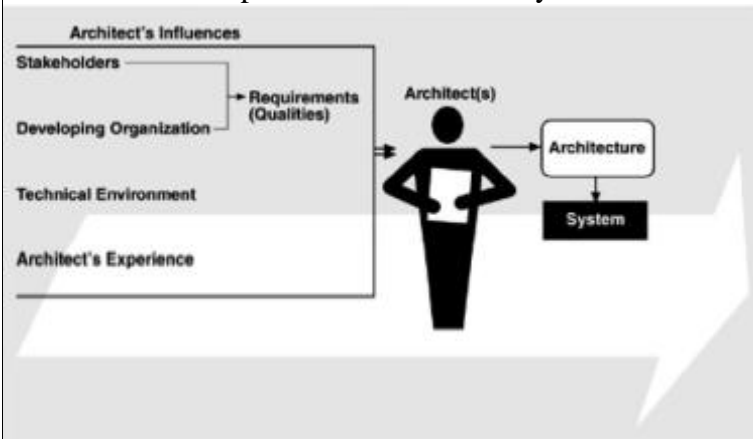 Architect's Influences
Stakeholders
Requirements
(Qualities)
Developing Organization
Technical Environment
Architect's Experience
Architect(s)
Architecture
System